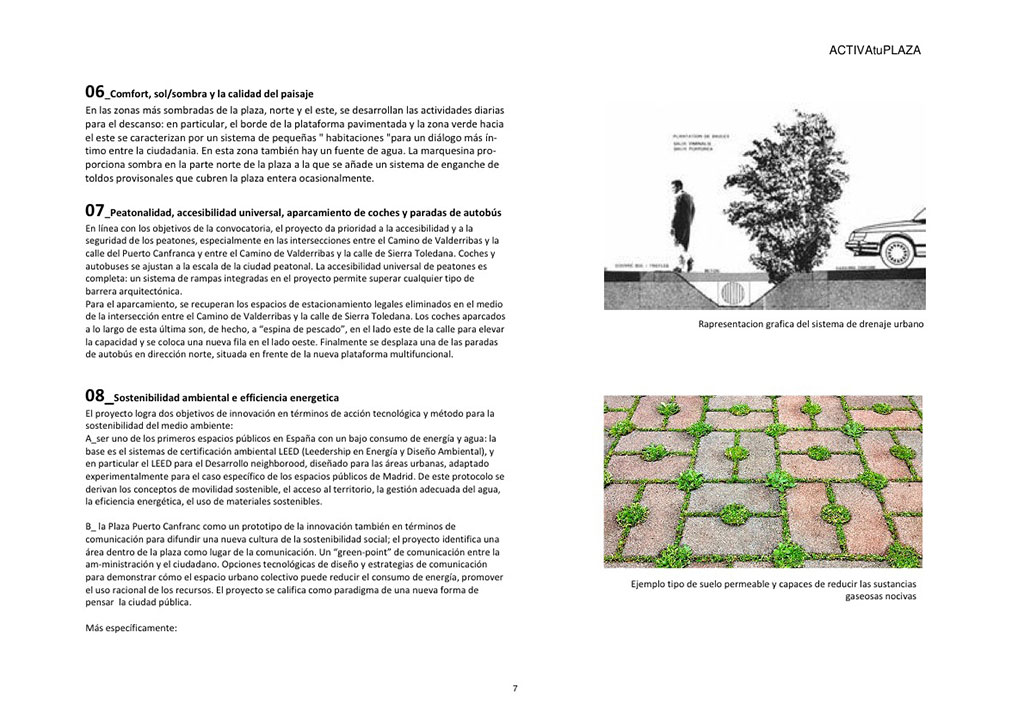 ACTIVAtuPLAZA
06_Comfort, sol/sombra y la calidad del paisaje
En las zonas más sombradas de la plaza, norte y el este, se desarrollan las actividades diarias
para el descanso: en particular, el borde de la plataforma pavimentada y la zona verde hacia
el este se caracterizan por un sistema de pequeñas " habitaciones "para un diálogo más ín-
timo entre la ciudadania. En esta zona también hay un fuente de agua. La marquesina pro-
porciona sombra en la parte norte de la plaza a la que se añade un sistema de enganche de
toldos provisonales que cubren la plaza entera ocasionalmente.
07_Peatonalidad, accesibilidad universal, aparcamiento de coches y paradas de autobús
En línea con los objetivos de la convocatoria, el proyecto da prioridad a la accesibilidad y a la
seguridad de los peatones, especialmente en las intersecciones entre el Camino de Valderribas y la
calle del Puerto Canfranca y entre el Camino de Valderribas y la calle de Sierra Toledana. Coches y
autobuses se ajustan a la escala de la ciudad peatonal. La accesibilidad universal de peatones es
completa: un sistema de rampas integradas en el proyecto permite superar cualquier tipo de
barrera arquitectónica.
Para el aparcamiento, se recuperan los espacios de estacionamiento legales eliminados en el medio
de la intersección entre el Camino de Valderribas y la calle de Sierra Toledana. Los coches aparcados
a lo largo de esta última son, de hecho, a "espina de pescado", en el lado este de la calle para elevar
la capacidad y se coloca una nueva fila en el lado oeste. Finalmente se desplaza una de las paradas
de autobús en dirección norte, situada en frente de la nueva plataforma multifuncional.
08_Sostenibilidad ambiental e efficiencia energetica
El proyecto logra dos objetivos de innovación en términos de acción tecnológica y método para la
sostenibilidad del medio ambiente:
A_ser uno de los primeros espacios públicos en España con un bajo consumo de energía y agua: la
base es el sistemas de certificación ambiental LEED (Leedership en Energía y Diseño Ambiental), y
en particular el LEED para el Desarrollo neighborood, diseñado para las áreas urbanas, adaptado
experimentalmente para el caso específico de los espacios públicos de Madrid. De este protocolo se
derivan los conceptos de movilidad sostenible, el acceso al territorio, la gestión adecuada del agua,
la eficiencia energética, el uso de materiales sostenibles.
B_ la Plaza Puerto Canfranc como un prototipo de la innovación también en términos de
comunicación para difundir una nueva cultura de la sostenibilidad social; el proyecto identifica una
área dentro de la plaza como lugar de la comunicación. Un "green-point" de comunicación entre la
am-ministración y el ciudadano. Opciones tecnológicas de diseño y estrategias de comunicación
para demonstrar cómo el espacio urbano colectivo puede reducir el consumo de energía, promover
el uso racional de los recursos. El proyecto se califica como paradigma de una nueva forma de
pensar la ciudad pública.
Más específicamente:
Rapresentacion grafica del sistema de drenaje urbano
Ejemplo tipo de suelo permeable y capaces de reducir las sustancias
gaseosas nocivas
7